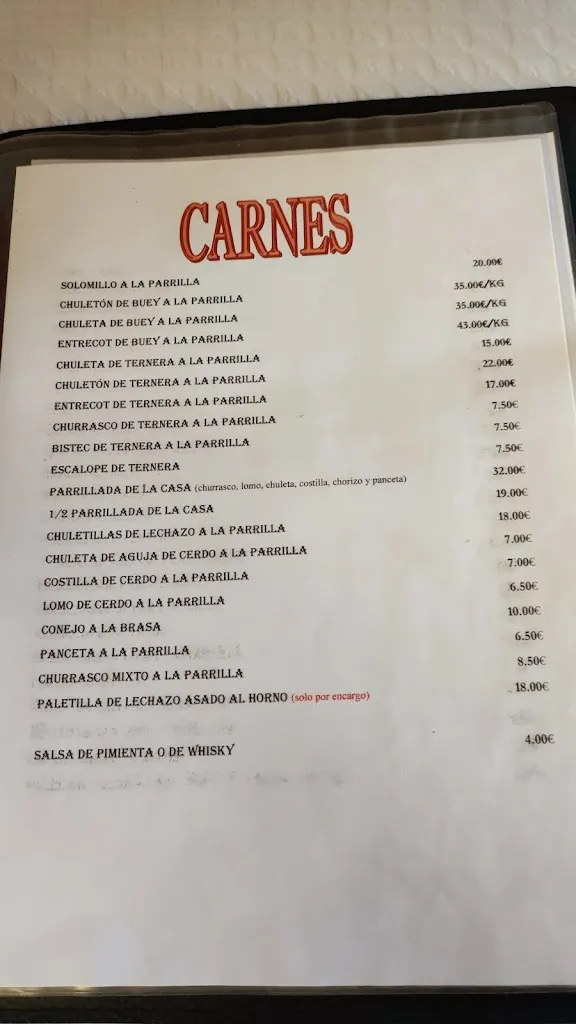 CARNES
SOLOMILLO A LA PARRILLA 20.00€
CHULETÓN DE BUEY A LA PARRILLA 35.00€/KG
CHULETA DE BUEY A LA PARRILLA 35.00€/KG
ENTRECOT DE BUEY A LA PARRILLA 43.00€/KG
CHULETA DE TERNERA A LA PARRILLA 15.00€
CHULETÓN DE TERNERA A LA PARRILLA 22.00€
ENTRECOT DE TERNERA A LA PARRILLA 17.00€
CHURRASCO DE TERNERA A LA PARRILLA 7.50€
BISTEC DE TERNERA A LA PARRILLA 7.50€
ESCALOPE DE TERNERA 7.50€
PARRILLADA DE LA CASA (churrasco, lomo, chuleta, costilla, chorizo y panceta) 32.00€
1/2 PARRILLADA DE LA CASA 19.00€
CHULETILLAS DE LECHAZO A LA PARRILLA 18.00€
CHULETA DE AGUJA DE CERDO A LA PARRILLA 7.00€
COSTILLA DE CERDO A LA PARRILLA 7.00€
LOMO DE CERDO A LA PARRILLA 6.50€
CONEJO A LA BRASA 10.00€
PANCETA A LA PARRILLA 6.50€
CHURRASCO MIXTO A LA PARRILLA 8.50€
PALETILLA DE LECHAZO ASADO AL HORNO (solo por encargo) 18.00€
SALSA DE PIMIENTA O DE WHISKY 4.00€